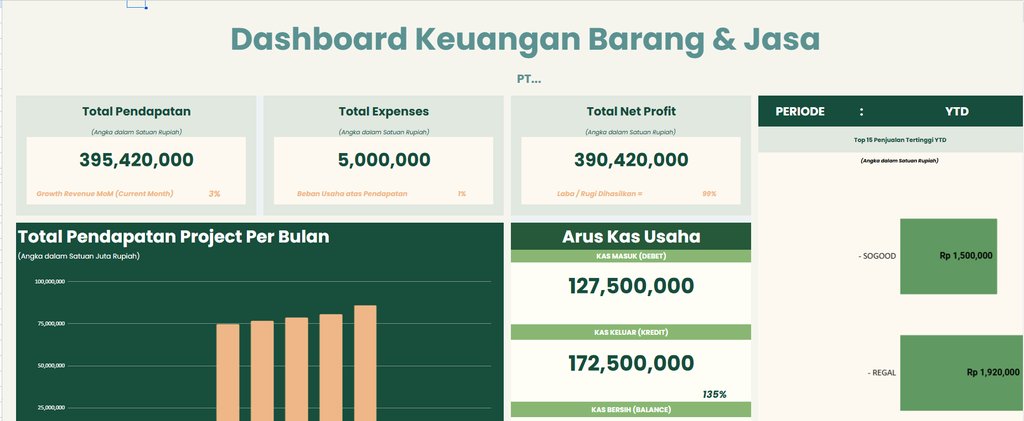 Dashboard Keuangan Barang & Jasa
PT...
Total Pendapatan
(Angka dalam Satuan Rupiah)
395,420,000
Growth Revenue MoM (Current Month) 3%
Total Expenses
(Angka dalam Satuan Rupiah)
5,000,000
Beban Usaha atas Pendapatan 1%
Total Net Profit
(Angka dalam Satuan Rupiah)
390,420,000
Laba / Rugi Dihasilkan = 99%
PERIODE : YTD
Top 15 Penjualan Tertinggi YTD
(Angka dalam Satuan Rupiah)
- SOGOOD Rp 1,500,000
- REGAL Rp 1,920,000
Total Pendapatan Project Per Bulan
(Angka dalam Satuan Juta Rupiah)
100,000,000
75,000,000
50,000,000
25,000,000
Arus Kas Usaha
KAS MASUK (DEBET)
127,500,000
KAS KELUAR (KREDIT)
172,500,000
135%
KAS BERSIH (BALANCE)